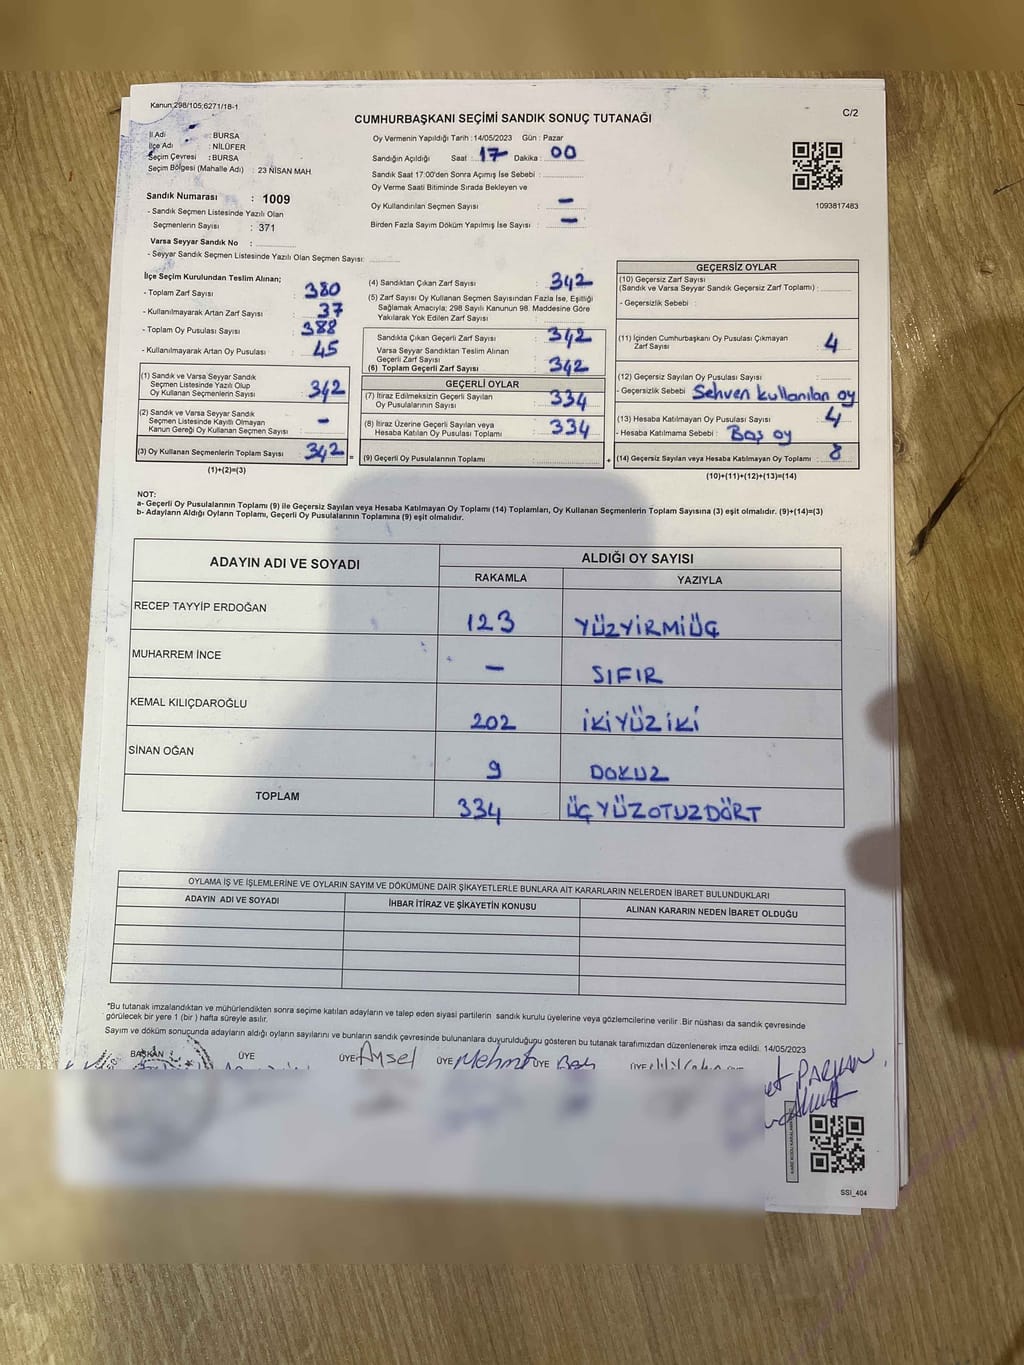 Kanun;298/105;6271/18-1
CUMHURBAŞKANI SEÇİMİ SANDIK SONUÇ TUTANAĞI
C/2
İl Adı : BURSA
İlçe Adı : NİLÜFER
Seçim Çevresi : BURSA
Seçim Bölgesi (Mahalle Adı) : 23 NİSAN MAH.
Sandık Numarası : 1009
- Sandık Seçmen Listesinde Yazılı Olan
Seçmenlerin Sayısı : 371
Varsa Seyyar Sandık No :
- Seyyar Sandık Seçmen Listesinde Yazılı Olan Seçmen Sayısı:
Oy Vermenin Yapıldığı Tarih : 14/05/2023 Gün : Pazar
Sandığın Açıldığı Saat : 17 Dakika : 00
Sandık Saat 17:00'den Sonra Açılmış İse Sebebi :
Oy Verme Saati Bitiminde Sırada Bekleyen ve
Oy Kullandırılan Seçmen Sayısı : –
Birden Fazla Sayım Döküm Yapılmış İse Sayısı : –
1093817483
İlçe Seçim Kurulundan Teslim Alınan:
- Toplam Zarf Sayısı : 380
- Kullanılmayarak Artan Zarf Sayısı : 37
- Toplam Oy Pusulası Sayısı : 388
- Kullanılmayarak Artan Oy Pusulası : 45
(1) Sandık ve Varsa Seyyar Sandık
Seçmen Listesinde Yazılı Olup
Oy Kullanan Seçmenlerin Sayısı : 342
(2) Sandık ve Varsa Seyyar Sandık
Seçmen Listesinde Kayıtlı Olmayan
Kanun Gereği Oy Kullanan Seçmen Sayısı : –
(3) Oy Kullanan Seçmenlerin Toplam Sayısı : 342 =
(1)+(2)=(3)
(4) Sandıktan Çıkan Zarf Sayısı : 342
(5) Zarf Sayısı Oy Kullanan Seçmen Sayısından Fazla İse, Eşitliği
Sağlamak Amacıyla; 298 Sayılı Kanunun 98. Maddesine Göre
Yakılarak Yok Edilen Zarf Sayısı :
Sandıkta Çıkan Geçerli Zarf Sayısı : 342
Varsa Seyyar Sandıktan Teslim Alınan
Geçerli Zarf Sayısı :
(6) Toplam Geçerli Zarf Sayısı : 342
GEÇERLİ OYLAR
(7) İtiraz Edilmeksizin Geçerli Sayılan
Oy Pusulalarının Sayısı : 334
(8) İtiraz Üzerine Geçerli Sayılan veya
Hesaba Katılan Oy Pusulası Toplamı : 334
(9) Geçerli Oy Pusulalarının Toplamı : +
GEÇERSİZ OYLAR
(10) Geçersiz Zarf Sayısı
(Sandık ve Varsa Seyyar Sandık Geçersiz Zarf Toplamı) :
- Geçersizlik Sebebi :
(11) İçinden Cumhurbaşkanı Oy Pusulası Çıkmayan
Zarf Sayısı : 4
(12) Geçersiz Sayılan Oy Pusulası Sayısı :
- Geçersizlik Sebebi : Sehven kullanılan oy
(13) Hesaba Katılmayan Oy Pusulası Sayısı : 4
- Hesaba Katılmama Sebebi : Boş oy
(14) Geçersiz Sayılan veya Hesaba Katılmayan Oy Toplamı : 8
(10)+(11)+(12)+(13)=(14)
NOT:
a- Geçerli Oy Pusulalarının Toplamı (9) ile Geçersiz Sayılan veya Hesaba Katılmayan Oy Toplamı (14) Toplamları, Oy Kullanan Seçmenlerin Toplam Sayısına (3) eşit olmalıdır. (9)+(14)=(3)
b- Adayların Aldığı Oyların Toplamı, Geçerli Oy Pusulalarının Toplamına (9) eşit olmalıdır.
ADAYIN ADI VE SOYADI ALDIĞI OY SAYISI
RAKAMLA YAZIYLA
RECEP TAYYİP ERDOĞAN 123 YÜZYİRMİÜÇ
MUHARREM İNCE – SIFIR
KEMAL KILIÇDAROĞLU 202 İKİYÜZ İKİ
SİNAN OĞAN 9 DOKUZ
TOPLAM 334 ÜÇYÜZOTUZDÖRT
OYLAMA İŞ VE İŞLEMLERİNE VE OYLARIN SAYIM VE DÖKÜMÜNE DAİR ŞİKAYETLERLE BUNLARA AİT KARARLARIN NELERDEN İBARET BULUNDUKLARI
ADAYIN ADI VE SOYADI İHBAR İTİRAZ VE ŞİKAYETİN KONUSU ALINAN KARARIN NEDEN İBARET OLDUĞU
*Bu tutanak imzalandıktan ve mühürlendikten sonra seçime katılan adayların ve talep eden siyasi partilerin sandık kurulu üyelerine veya gözlemcilerine verilir .Bir nüshası da sandık çevresinde
görülecek bir yere 1 (bir ) hafta süreyle asılır.
Sayım ve döküm sonucunda adayların aldığı oyların sayılarını ve bunların sandık çevresinde bulunanlara duyurulduğunu gösteren bu tutanak tarafımızdan düzenlenerek imza edildi. 14/05/2023
BAŞKAN ÜYE ÜYE Aysel ÜYE Mehmet ÜYE ÜYE
SSİ_404